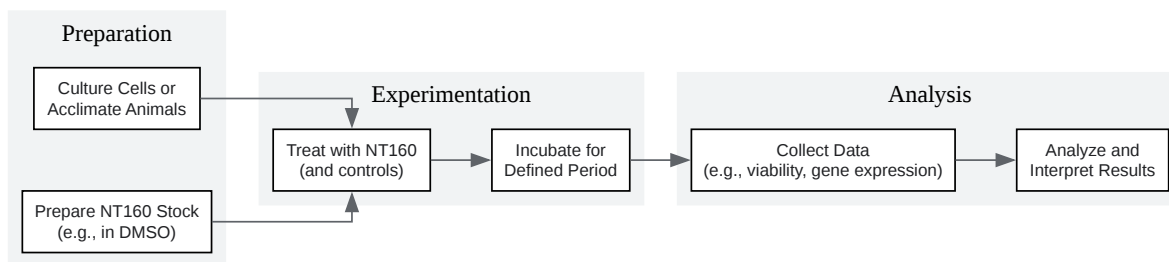 Preparation
Culture Cells or
Acclimate Animals
Prepare NT160 Stock
(e.g., in DMSO)
Experimentation
Treat with NT160
(and controls)
Incubate for
Defined Period
Analysis
Collect Data
(e.g., viability, gene expression)
Analyze and
Interpret Results